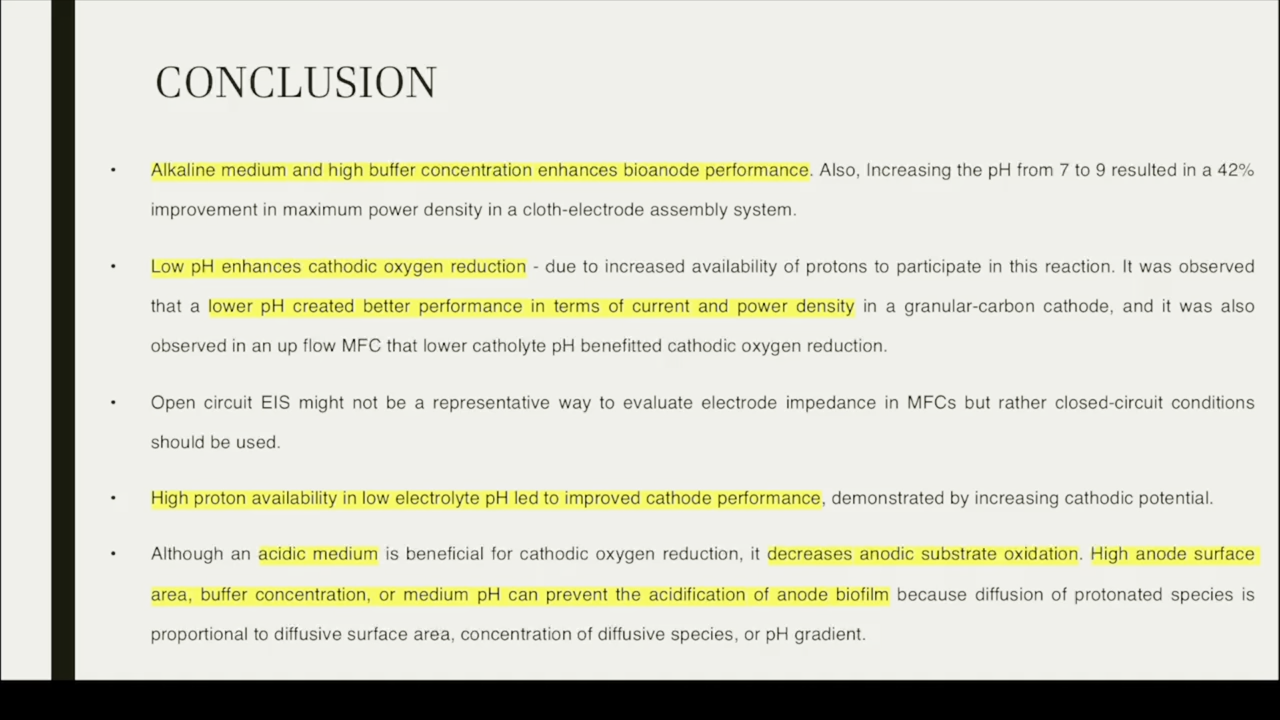 CONCLUSION
• Alkaline medium and high buffer concentration enhances bioanode performance. Also, Increasing the pH from 7 to 9 resulted in a 42%
improvement in maximum power density in a cloth-electrode assembly system.
• Low pH enhances cathodic oxygen reduction - due to increased availability of protons to participate in this reaction. It was observed
that a lower pH created better performance in terms of current and power density in a granular-carbon cathode, and it was also
observed in an up flow MFC that lower catholyte pH benefitted cathodic oxygen reduction.
• Open circuit EIS might not be a representative way to evaluate electrode impedance in MFCs but rather closed-circuit conditions
should be used.
• High proton availability in low electrolyte pH led to improved cathode performance, demonstrated by increasing cathodic potential.
• Although an acidic medium is beneficial for cathodic oxygen reduction, it decreases anodic substrate oxidation. High anode surface
area, buffer concentration, or medium pH can prevent the acidification of anode biofilm because diffusion of protonated species is
proportional to diffusive surface area, concentration of diffusive species, or pH gradient.